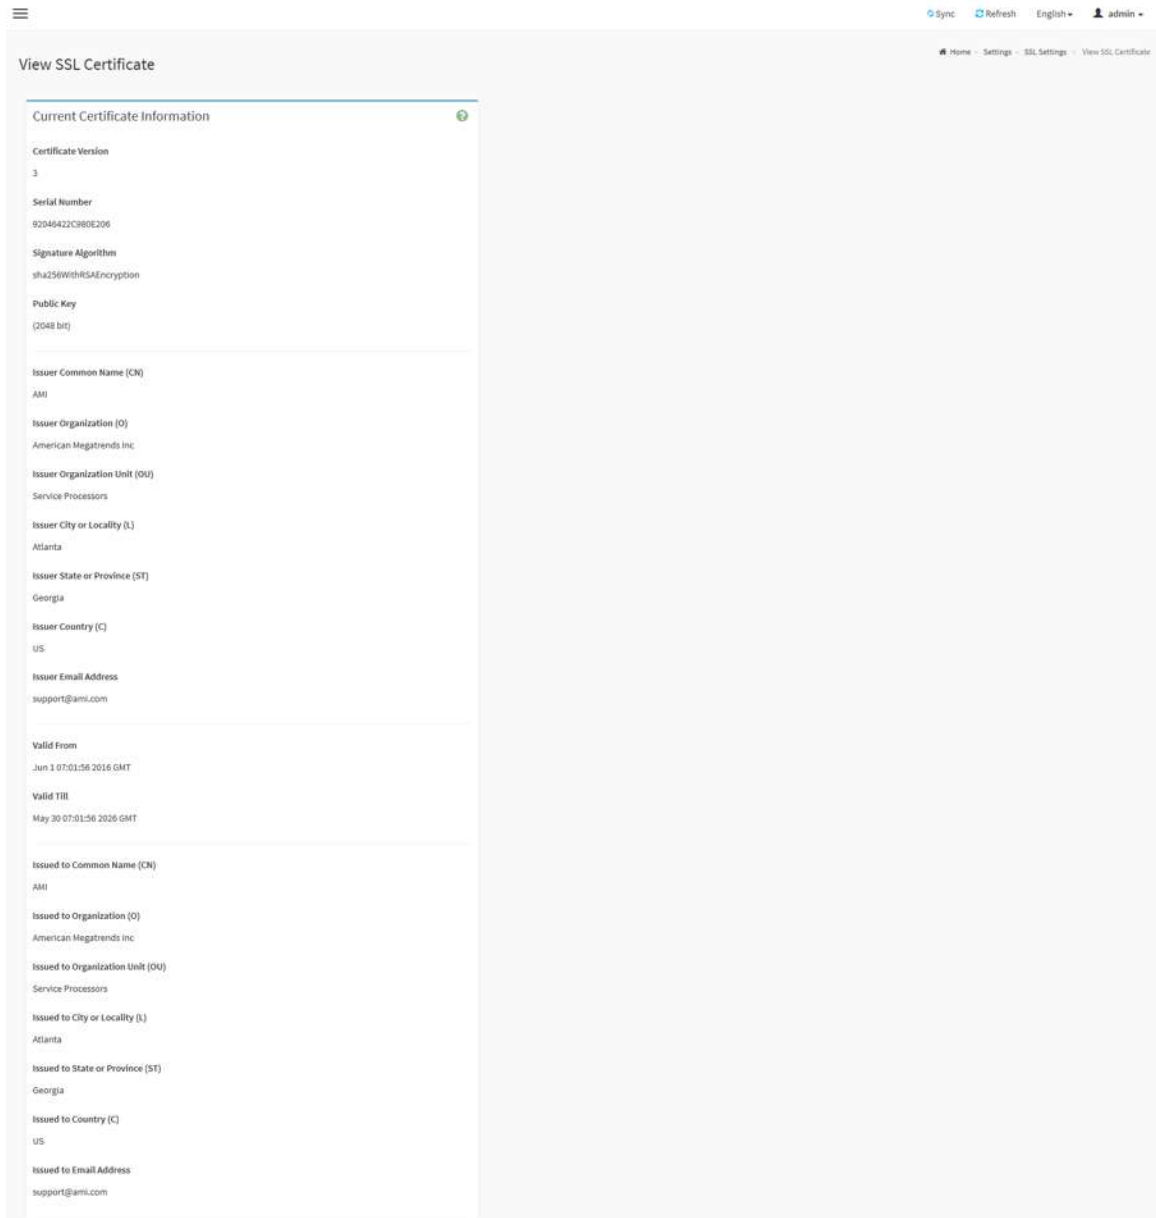 Sync Refresh English admin
Home - Settings - SSL Settings - View SSL Certificate
View SSL Certificate
Current Certificate Information
Certificate Version
3
Serial Number
92046422C980E206
Signature Algorithm
sha256WithRSAEncryption
Public Key
(2048 bit)
Issuer Common Name (CN)
AMI
Issuer Organization (O)
American Megatrends Inc
Issuer Organization Unit (OU)
Service Processors
Issuer City or Locality (L)
Atlanta
Issuer State or Province (ST)
Georgia
Issuer Country (C)
US
Issuer Email Address
support@ami.com
Valid From
Jun 1 07:01:56 2016 GMT
Valid Till
May 30 07:01:56 2026 GMT
Issued to Common Name (CN)
AMI
Issued to Organization (O)
American Megatrends Inc
Issued to Organization Unit (OU)
Service Processors
Issued to City or Locality (L)
Atlanta
Issued to State or Province (ST)
Georgia
Issued to Country (C)
US
Issued to Email Address
support@ami.com